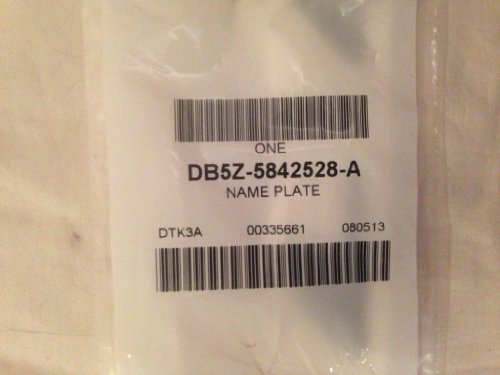 ONE
DB5Z-5842528-A
NAME PLATE
DTK3A 00335661 080513